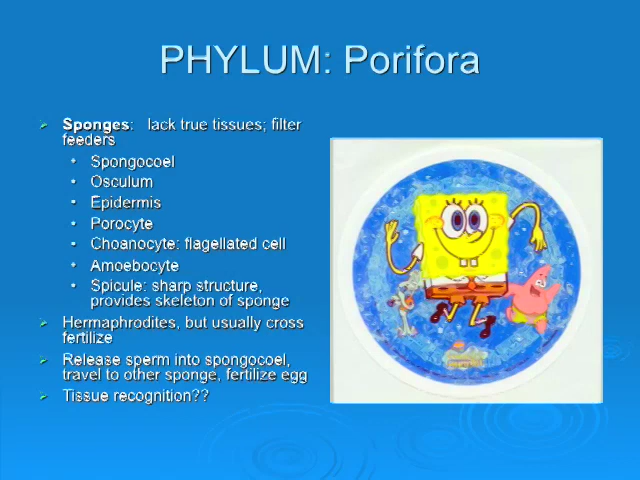 PHYLUM: Porifora
Sponges: lack true tissues; filter
feeders
Spongocoel
Osculum
Epidermis
Porocyte
Choanocyte: flagellated cell
Amoebocyte
Spicule: sharp structure,
provides skeleton of sponge
Hermaphrodites, but usually cross
fertilize
Release sperm into spongocoel,
travel to other sponge, fertilize egg
Tissue recognition??